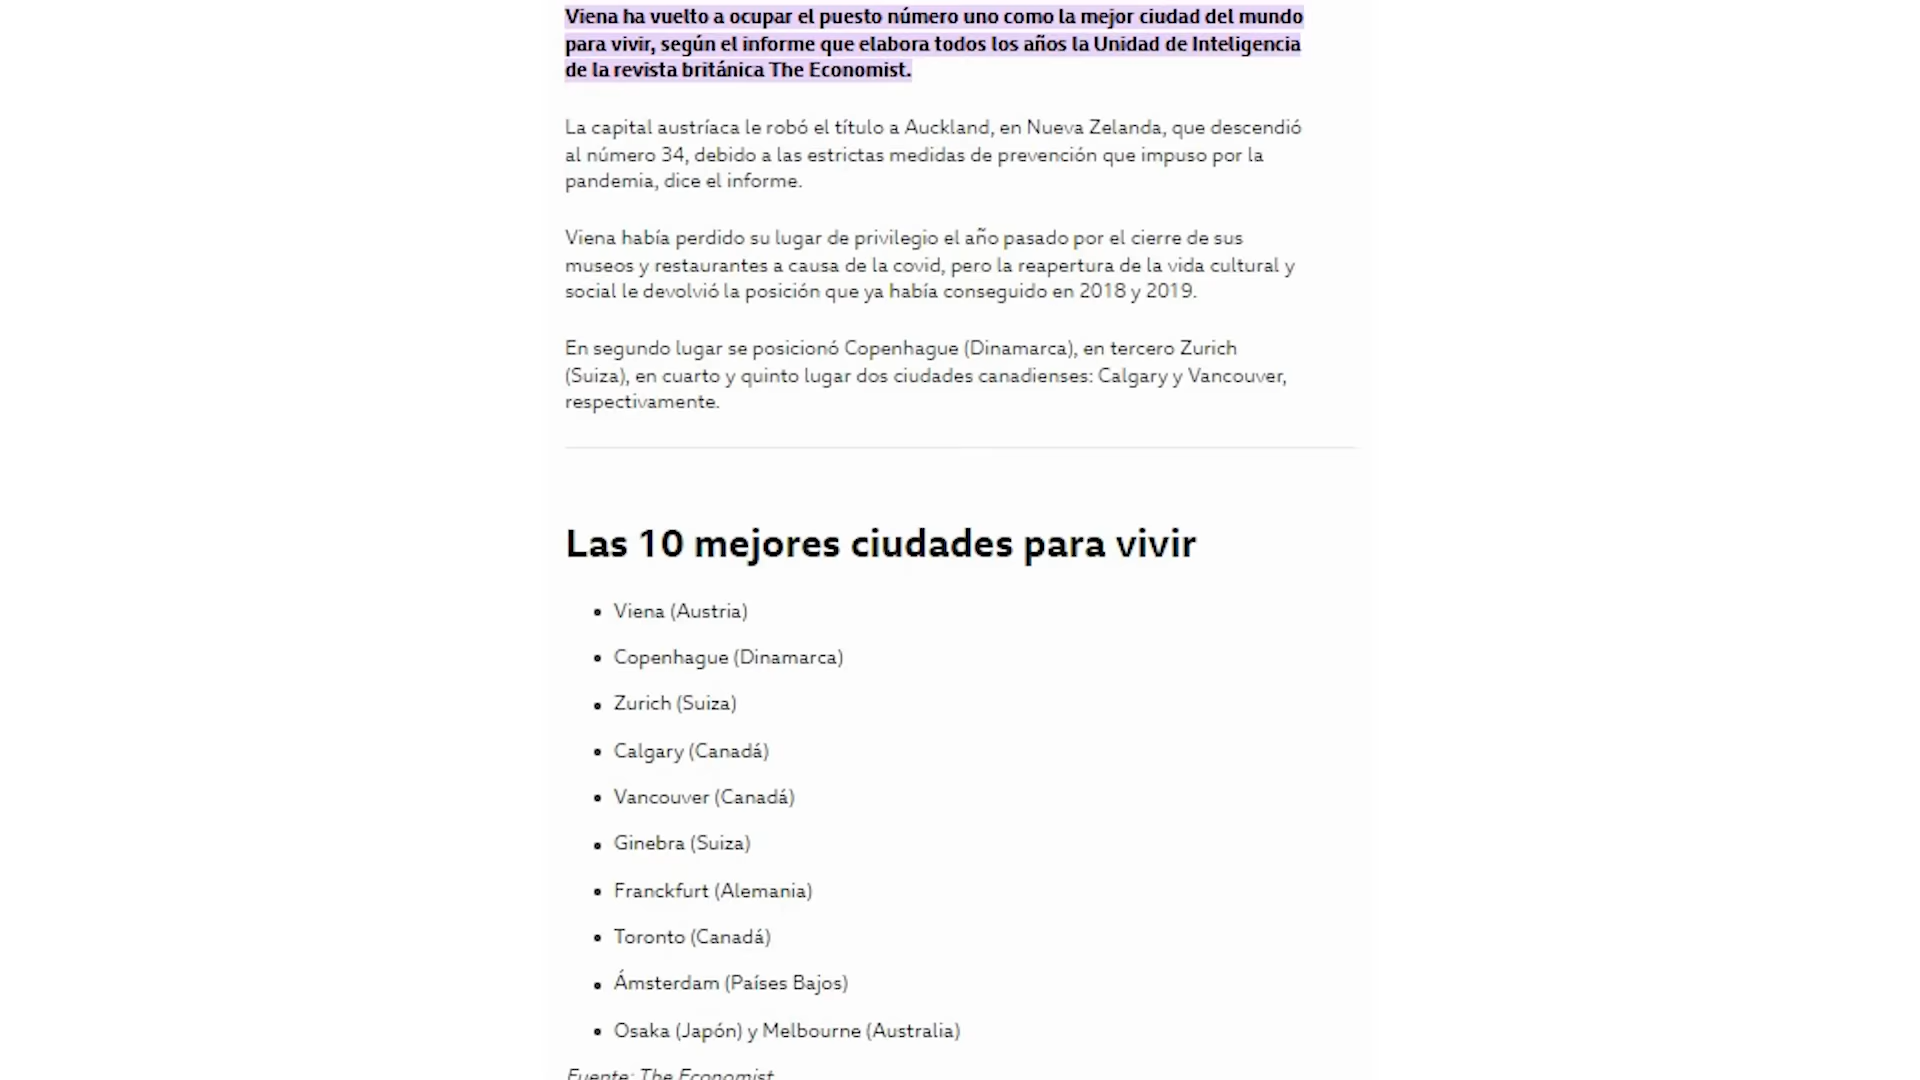 Viena ha vuelto a ocupar el puesto número uno como la mejor ciudad del mundo
para vivir, según el informe que elabora todos los años la Unidad de Inteligencia
de la revista británica The Economist.
La capital austríaca le robó el título a Auckland, en Nueva Zelanda, que descendió
al número 34, debido a las estrictas medidas de prevención que impuso por la
pandemia, dice el informe.
Viena había perdido su lugar de privilegio el año pasado por el cierre de sus
museos y restaurantes a causa de la covid, pero la reapertura de la vida cultural y
social le devolvió la posición que ya había conseguido en 2018 y 2019.
En segundo lugar se posicionó Copenhague (Dinamarca), en tercero Zurich
(Suiza), en cuarto y quinto lugar dos ciudades canadienses: Calgary y Vancouver,
respectivamente.
Las 10 mejores ciudades para vivir
• Viena (Austria)
• Copenhague (Dinamarca)
• Zurich (Suiza)
• Calgary (Canadá)
• Vancouver (Canadá)
• Ginebra (Suiza)
• Franckfurt (Alemania)
• Toronto (Canadá)
• Ámsterdam (Países Bajos)
• Osaka (Japón) y Melbourne (Australia)
Fuente: The Economist